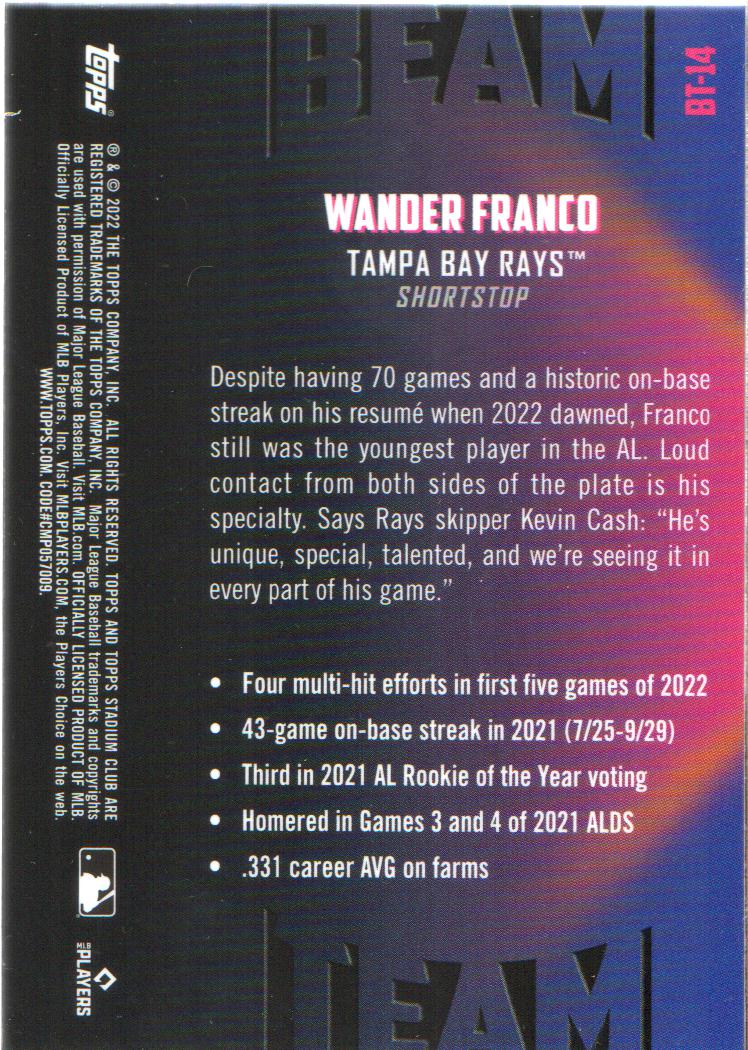 BEAM
BT-14
WANDER FRANCO
TAMPA BAY RAYS™
SHORTSTOP
Despite having 70 games and a historic on-base
streak on his resumé when 2022 dawned, Franco
still was the youngest player in the AL. Loud
contact from both sides of the plate is his
specialty. Says Rays skipper Kevin Cash: “He’s
unique, special, talented, and we’re seeing it in
every part of his game.”
• Four multi-hit efforts in first five games of 2022
• 43-game on-base streak in 2021 (7/25-9/29)
• Third in 2021 AL Rookie of the Year voting
• Homered in Games 3 and 4 of 2021 ALDS
• .331 career AVG on farms
TEAM
topps®
® & © 2022 THE TOPPS COMPANY, INC. ALL RIGHTS RESERVED. TOPPS AND TOPPS STADIUM CLUB ARE
REGISTERED TRADEMARKS OF THE TOPPS COMPANY, INC. Major League Baseball trademarks and copyrights
are used with permission of Major League Baseball. Visit MLB.com. OFFICIALLY LICENSED PRODUCT OF MLB.
Officially Licensed Product of MLB Players, Inc. Visit MLBPLAYERS.COM, the Players Choice on the web.
WWW.TOPPS.COM. CODE#CMP057009.
MLB
PLAYERS